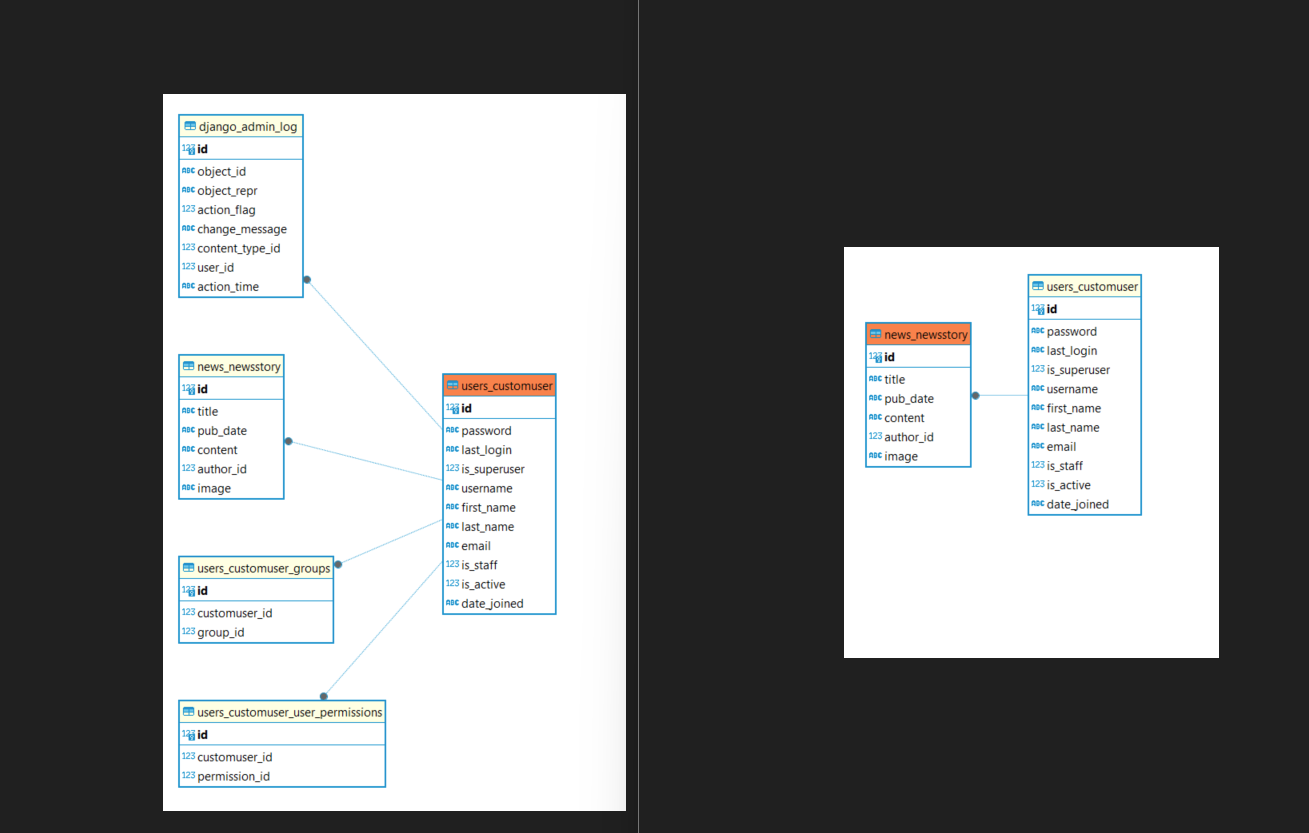 django_admin_log
123 id
ABC object_id
ABC object_repr
123 action_flag
ABC change_message
123 content_type_id
123 user_id
ABC action_time
news_newsstory
123 id
ABC title
ABC pub_date
ABC content
123 author_id
ABC image
users_customuser_groups
123 id
123 customuser_id
123 group_id
users_customuser_user_permissions
123 id
123 customuser_id
123 permission_id
users_customuser
123 id
ABC password
ABC last_login
123 is_superuser
ABC username
ABC first_name
ABC last_name
ABC email
123 is_staff
123 is_active
ABC date_joined
news_newsstory
123 id
ABC title
ABC pub_date
ABC content
123 author_id
ABC image
users_customuser
123 id
ABC password
ABC last_login
123 is_superuser
ABC username
ABC first_name
ABC last_name
ABC email
123 is_staff
123 is_active
ABC date_joined